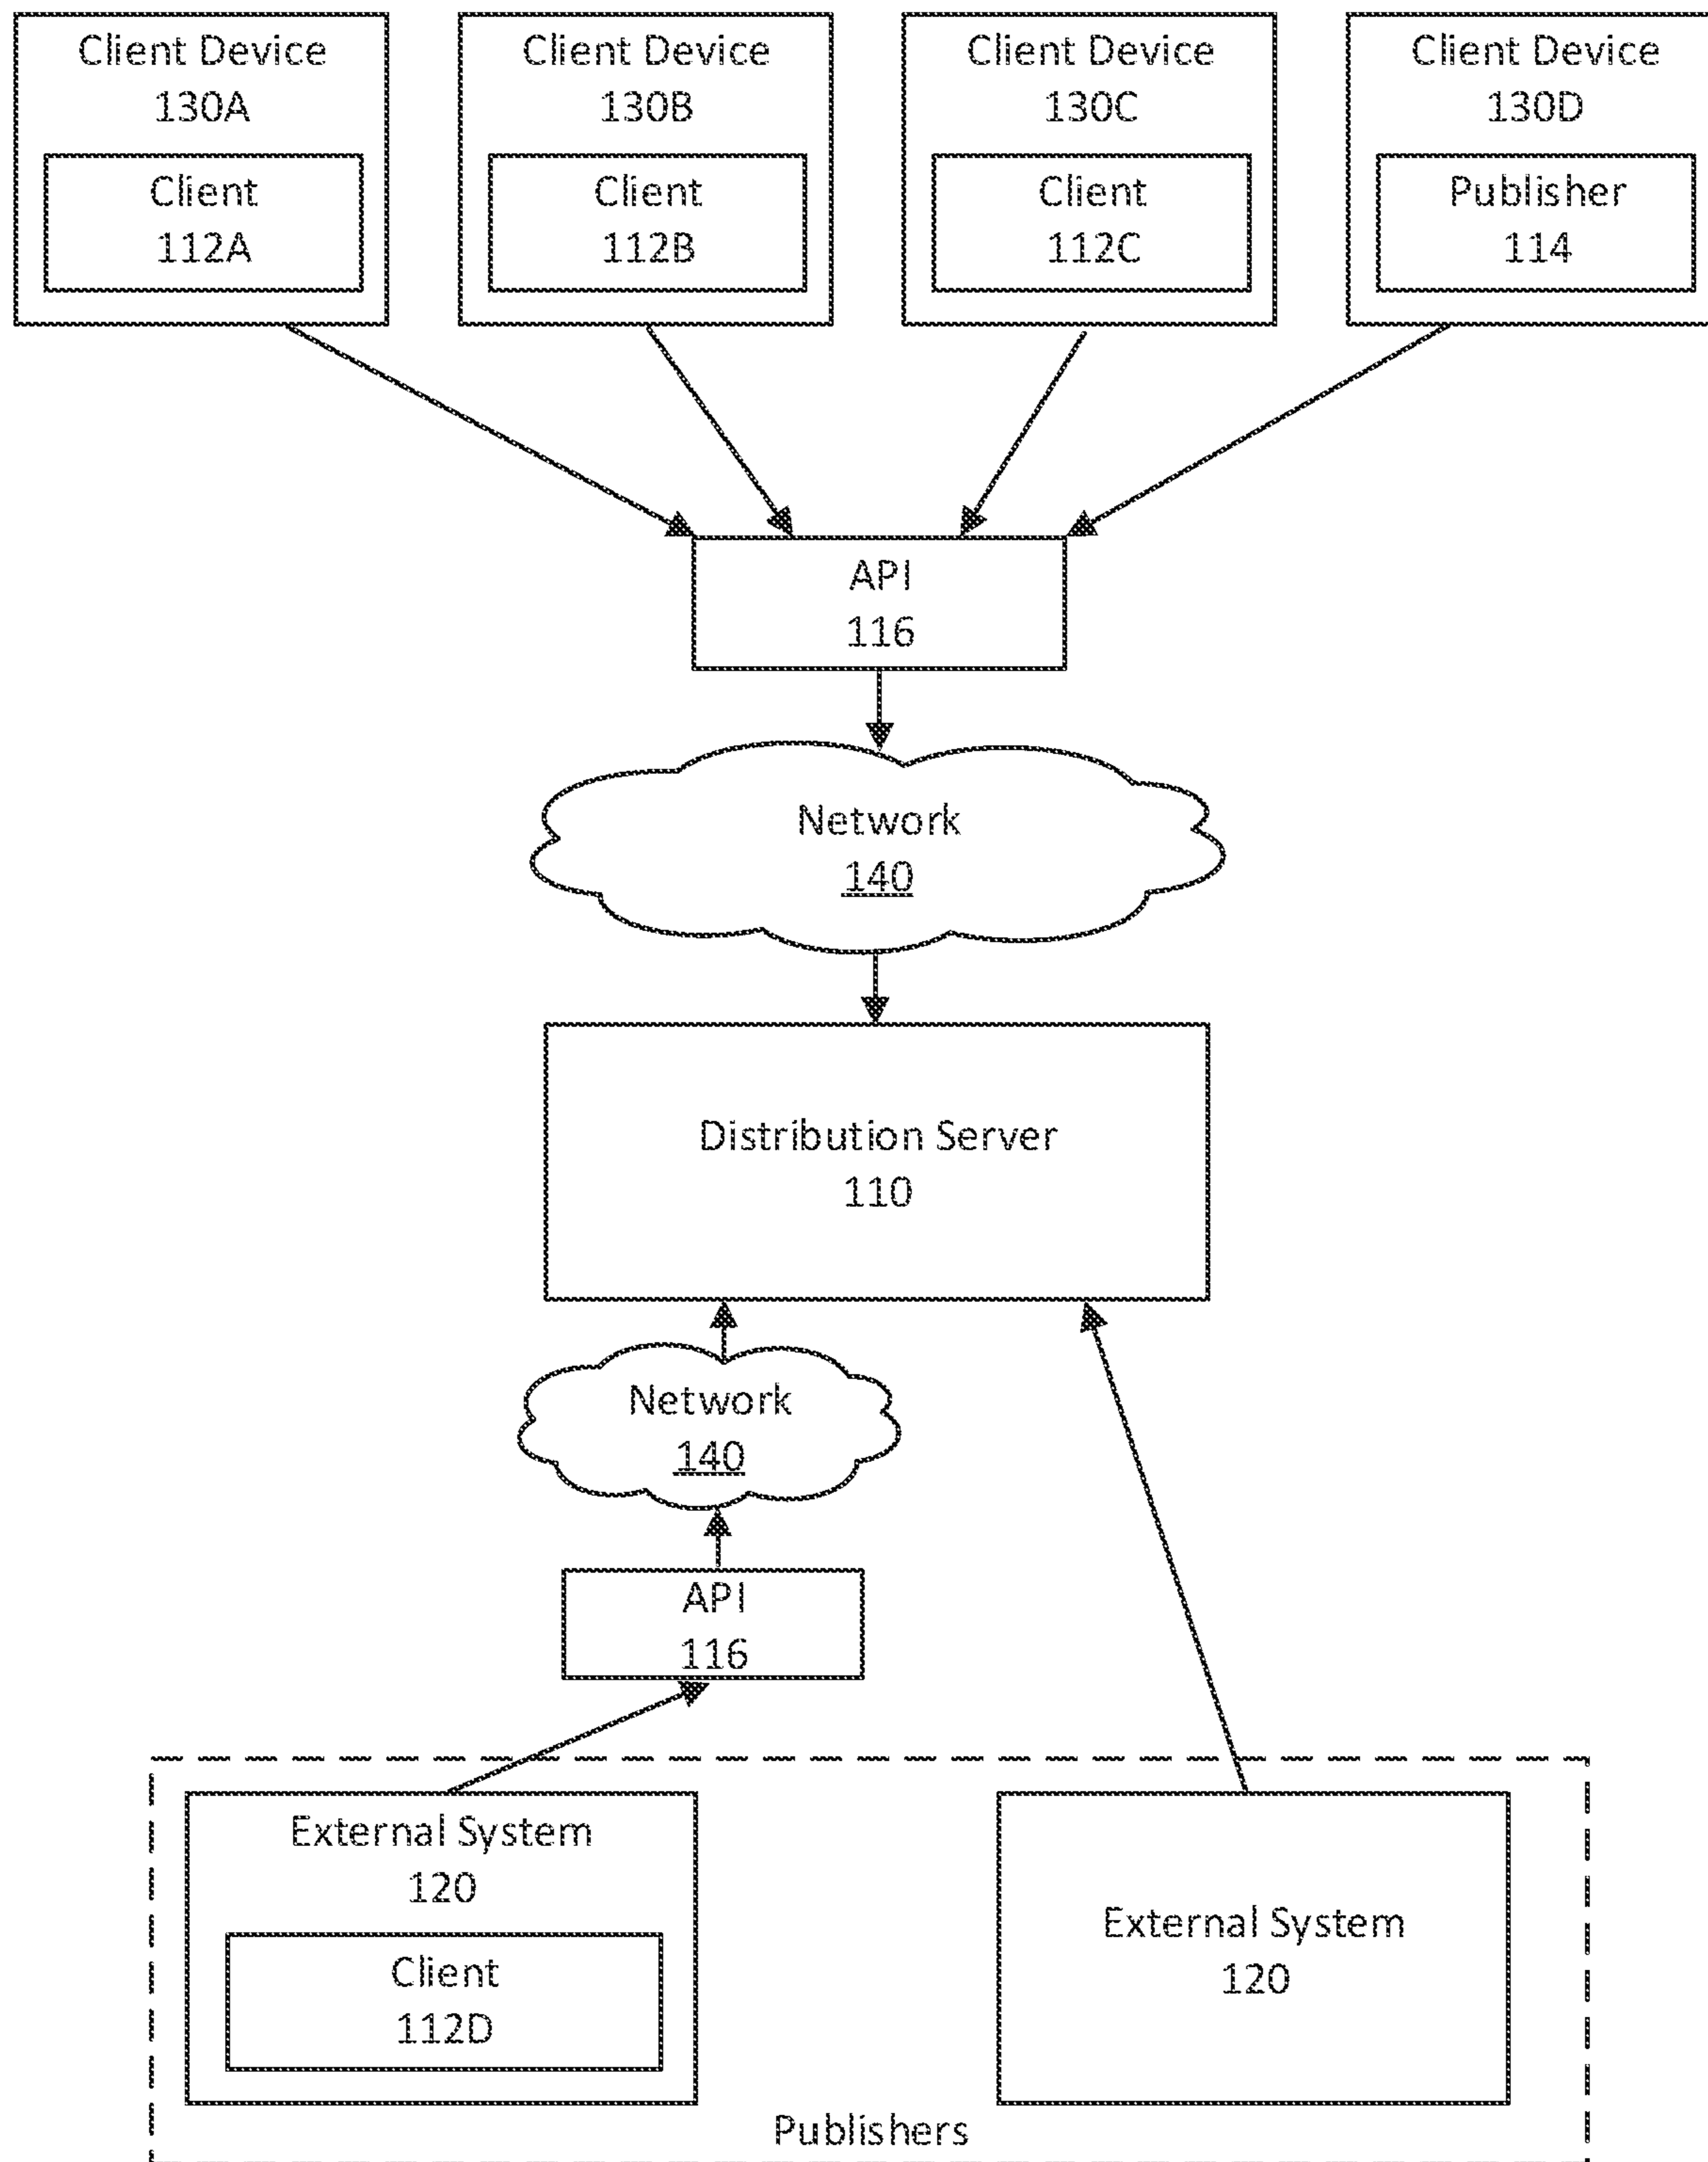 Client Device
130A
Client
112A
Client Device
130B
Client
112B
Client Device
130C
Client
112C
Client Device
130D
Publisher
114
API
116
Network
140
Distribution Server
110
Network
140
API
116
External System
120
Client
112D
External System
120
Publishers